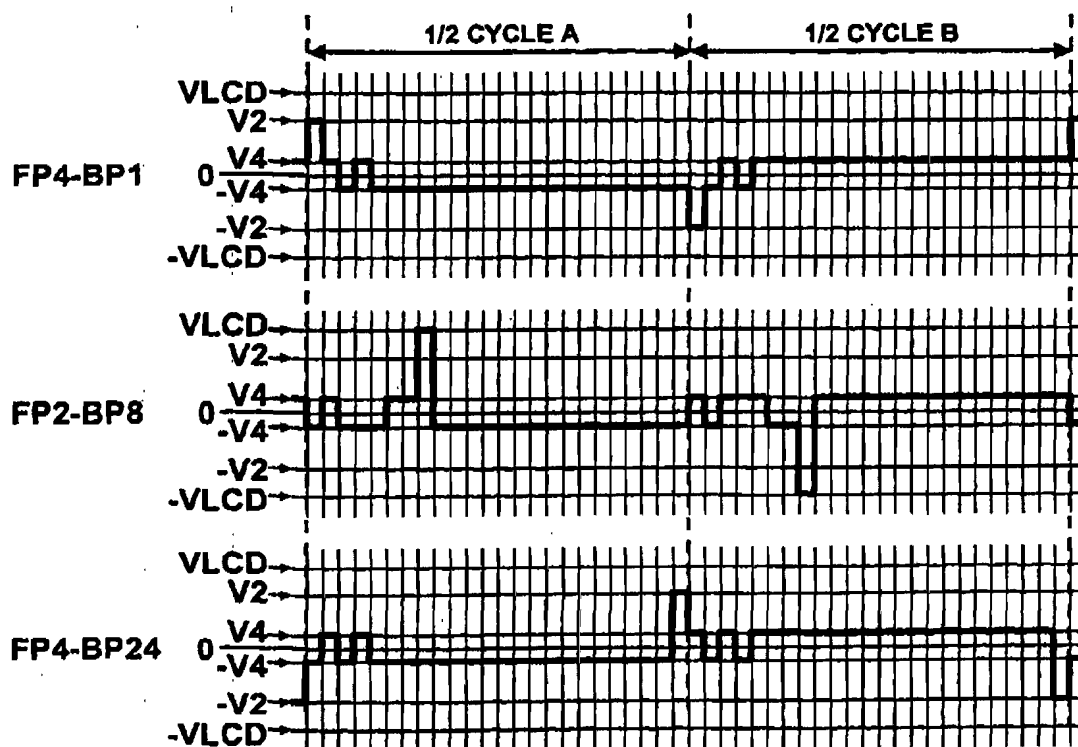 1/2 CYCLE A 1/2 CYCLE B
VLCD
V2
V4
FP4-BP1 0
-V4
-V2
-VLCD
VLCD
V2
V4
FP2-BP8 0
-V4
-V2
-VLCD
VLCD
V2
V4
FP4-BP24 0
-V4
-V2
-VLCD